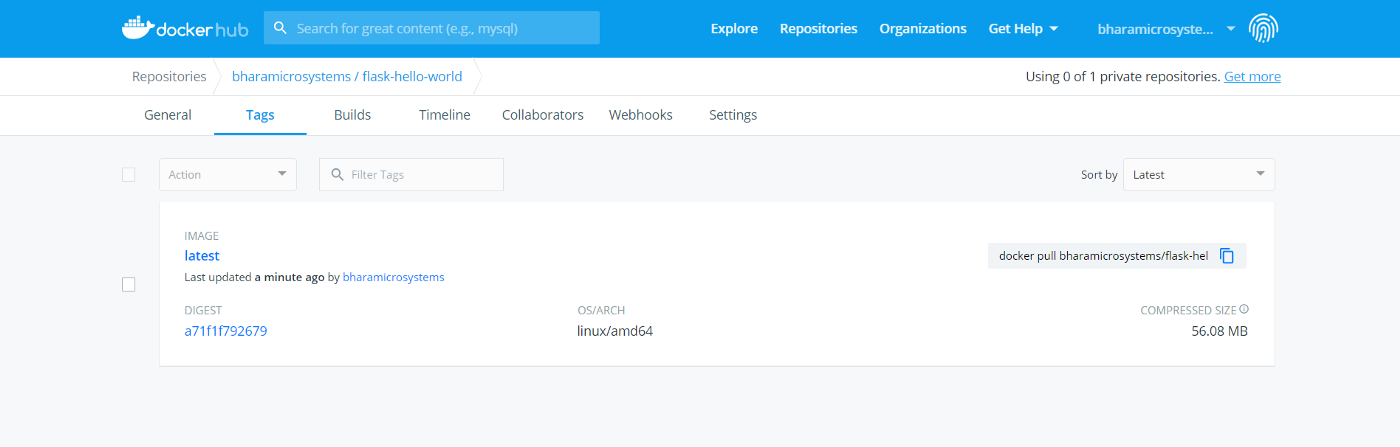 docker hub
Search for great content (e.g., mysql)
Explore Repositories Organizations Get Help bharamicrosyste...
Repositories bharamicrosystems / flask-hello-world Using 0 of 1 private repositories. Get more
General Tags Builds Timeline Collaborators Webhooks Settings
Action Filter Tags Sort by Latest
IMAGE
latest
docker pull bharamicrosystems/flask-hel
Last updated a minute ago by bharamicrosystems
DIGEST OS/ARCH COMPRESSED SIZE
a71f1f792679 linux/amd64 56.08 MB